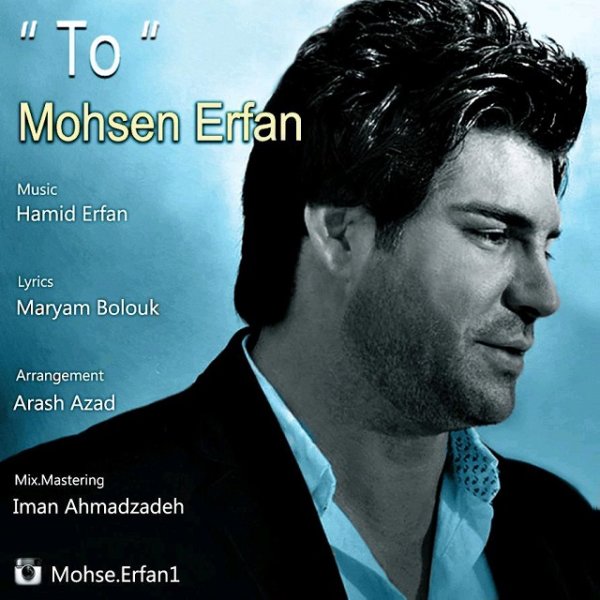 " To "
Mohsen Erfan
Music
Hamid Erfan
Lyrics
Maryam Bolouk
Arrangement
Arash Azad
Mix.Mastering
Iman Ahmadzadeh
Mohse.Erfan1